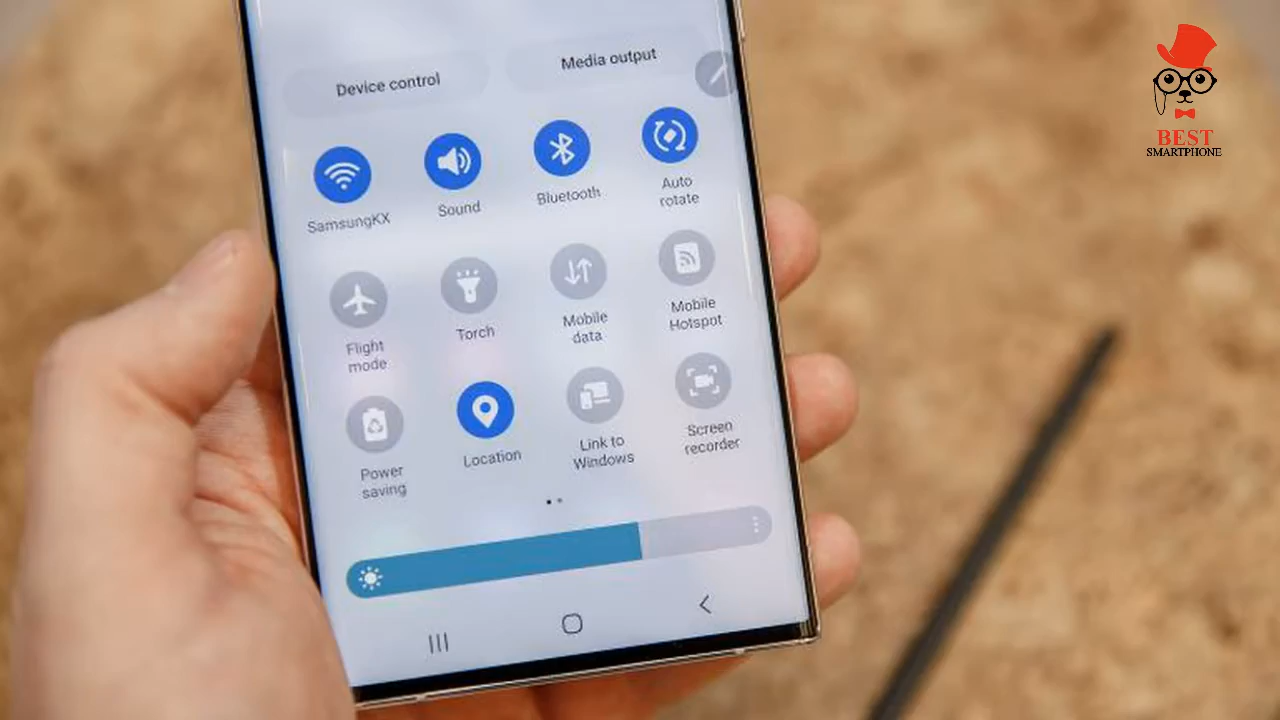 Device control
Media output
SamsungKX
Sound
Bluetooth
Auto
rotate
Flight
mode
Torch
Mobile
data
Mobile
Hotspot
Power
saving
Location
Link to
Windows
Screen
recorder
BEST
SMARTPHONE